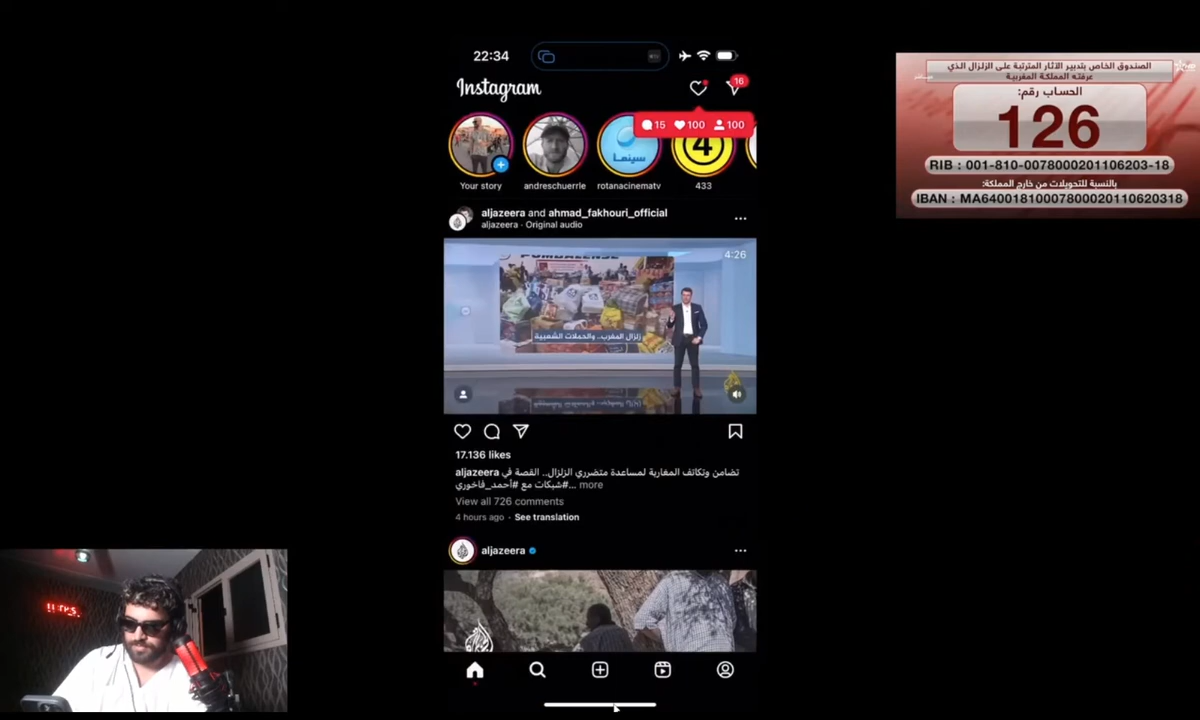 22:34
Instagram
16
15 100 100
سينما
4
Your story
andreschuerrle
rotanacinematv
433
aljazeera and ahmad_fakhouri_official
aljazeera · Original audio
4:26
POMBALENSE
زلزال المغرب.. والحملات الشعبية
17.136 likes
aljazeera تضامن وتكاتف المغاربة لمساعدة متضرري الزلزال.. القصة في
#شبكات مع #أحمد_فاخوري... more
View all 726 comments
4 hours ago · See translation
aljazeera
الصندوق الخاص بتدبير الآثار المترتبة على الزلزال الذي
عرفته المملكة المغربية
الحساب رقم:
126
RIB : 001-810-0078000201106203-18
بالنسبة للتحويلات من خارج المملكة:
IBAN : MA64001810007800020110620318